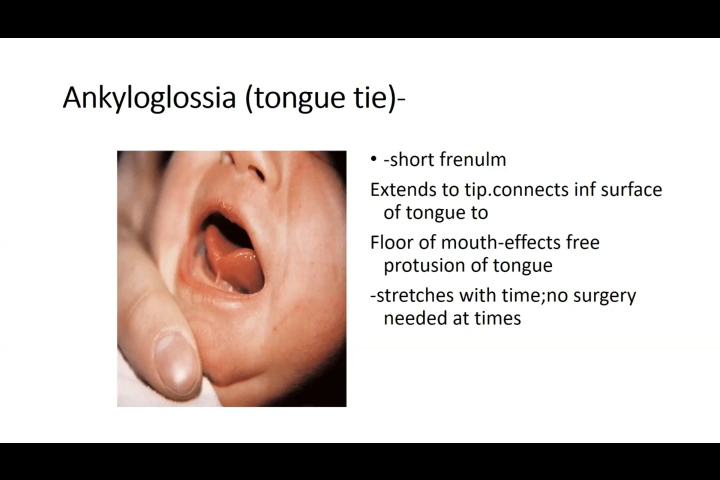 Ankyloglossia (tongue tie)-
• -short frenulm
Extends to tip.connects inf surface
of tongue to
Floor of mouth-effects free
protusion of tongue
-stretches with time;no surgery
needed at times